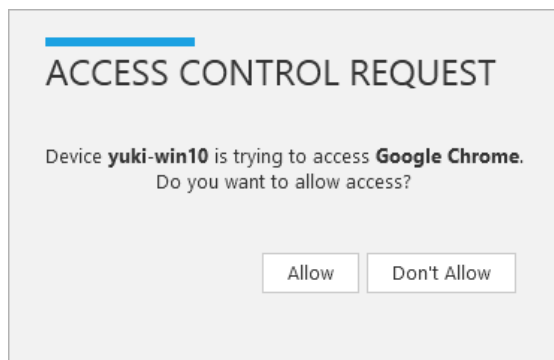 ACCESS CONTROL REQUEST
Device yuki-win10 is trying to access Google Chrome.
Do you want to allow access?
Allow Don't Allow